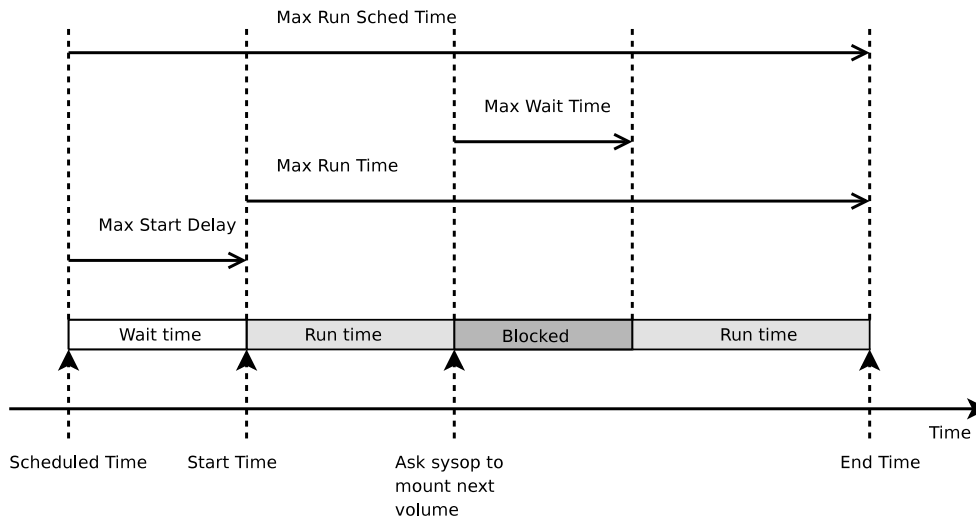 Max Run Sched Time
Max Wait Time
Max Run Time
Max Start Delay
Wait time
Run time
Blocked
Run time
Time
Scheduled Time
Start Time
Ask sysop to
mount next
volume
End Time